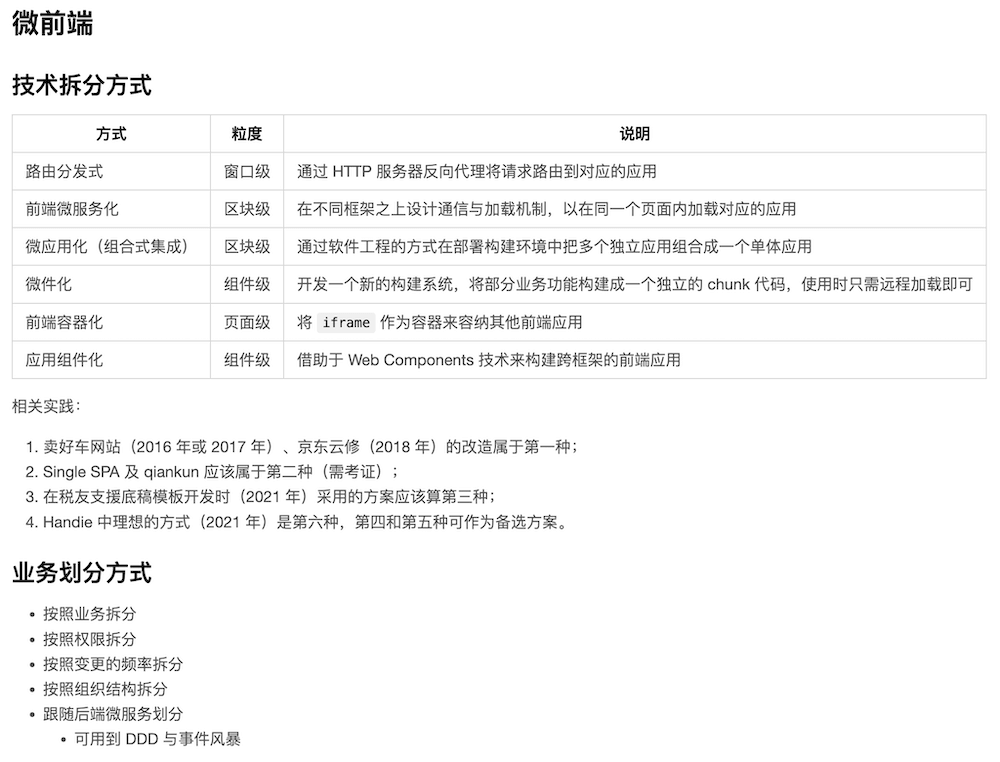 微前端
技术拆分方式
方式 粒度 说明
路由分发式 窗口级 通过 HTTP 服务器反向代理将请求路由到对应的应用
前端微服务化 区块级 在不同框架之上设计通信与加载机制，以在同一个页面内加载对应的应用
微应用化（组合式集成） 区块级 通过软件工程的方式在部署构建环境中把多个独立应用组合成一个单体应用
微件化 组件级 开发一个新的构建系统，将部分业务功能构建成一个独立的 chunk 代码，使用时只需远程加载即可
前端容器化 页面级 将 iframe 作为容器来容纳其他前端应用
应用组件化 组件级 借助于 Web Components 技术来构建跨框架的前端应用
相关实践：
1. 卖好车网站（2016 年或 2017 年）、京东云修（2018 年）的改造属于第一种；
2. Single SPA 及 qiankun 应该属于第二种（需考证）；
3. 在税友支援底稿模板开发时（2021 年）采用的方案应该算第三种；
4. Handie 中理想的方式（2021 年）是第六种，第四和第五种可作为备选方案。
业务划分方式
• 按照业务拆分
• 按照权限拆分
• 按照变更的频率拆分
• 按照组织结构拆分
• 跟随后端微服务划分
• 可用到 DDD 与事件风暴